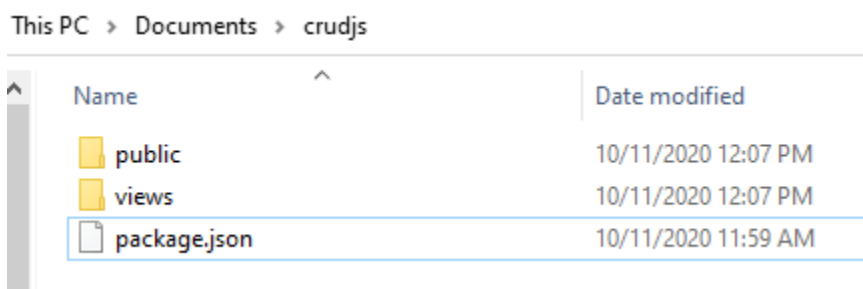 This PC > Documents > crudjs
Name Date modified
public 10/11/2020 12:07 PM
views 10/11/2020 12:07 PM
package.json 10/11/2020 11:59 AM